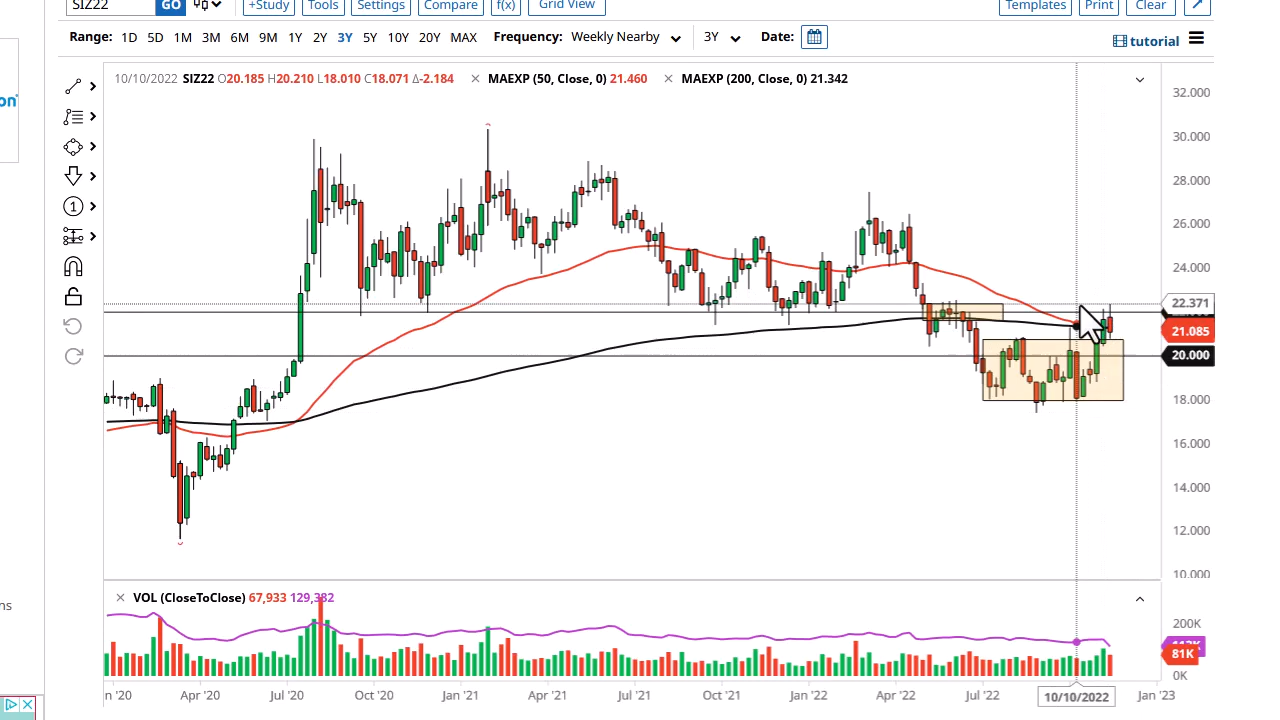 SIZ22 GO +Study Tools Settings Compare f(x) Grid View Templates Print Clear
Range: 1D 5D 1M 3M 6M 9M 1Y 2Y 3Y 5Y 10Y 20Y MAX Frequency: Weekly Nearby 3Y Date:
tutorial
10/10/2022 SIZ22 O20.185 H20.210 L18.010 C18.071 Δ-2.184 × MAEXP (50, Close, 0) 21.460 × MAEXP (200, Close, 0) 21.342
on
32.000
30.000
28.000
26.000
24.000
22.371
21.085
20.000
18.000
16.000
14.000
12.000
10.000
× VOL (CloseToClose) 67,933 129,382
200K
81K
0K
ns
'20 Apr '20 Jul '20 Oct '20 Jan '21 Apr '21 Jul '21 Oct '21 Jan '22 Apr '22 Jul '22 10/10/2022 Jan '23